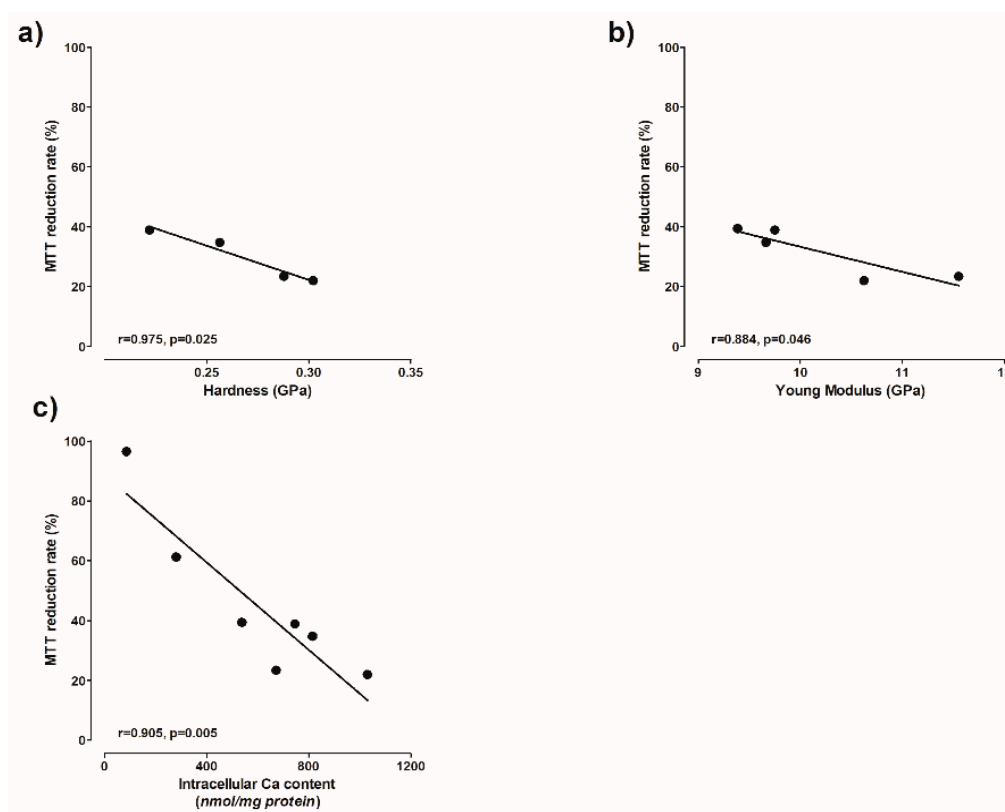 a)
100
80
60
40
20
0
MTT reduction rate (%)
r=0.975, p=0.025
0.25
0.30
0.35
Hardness (GPa)
b)
100
80
60
40
20
0
MTT reduction rate (%)
r=0.884, p=0.046
9
10
11
1
Young Modulus (GPa)
c)
100
80
60
40
20
0
MTT reduction rate (%)
r=0.905, p=0.005
0
400
800
1200
Intracellular Ca content
(nmol/mg protein)